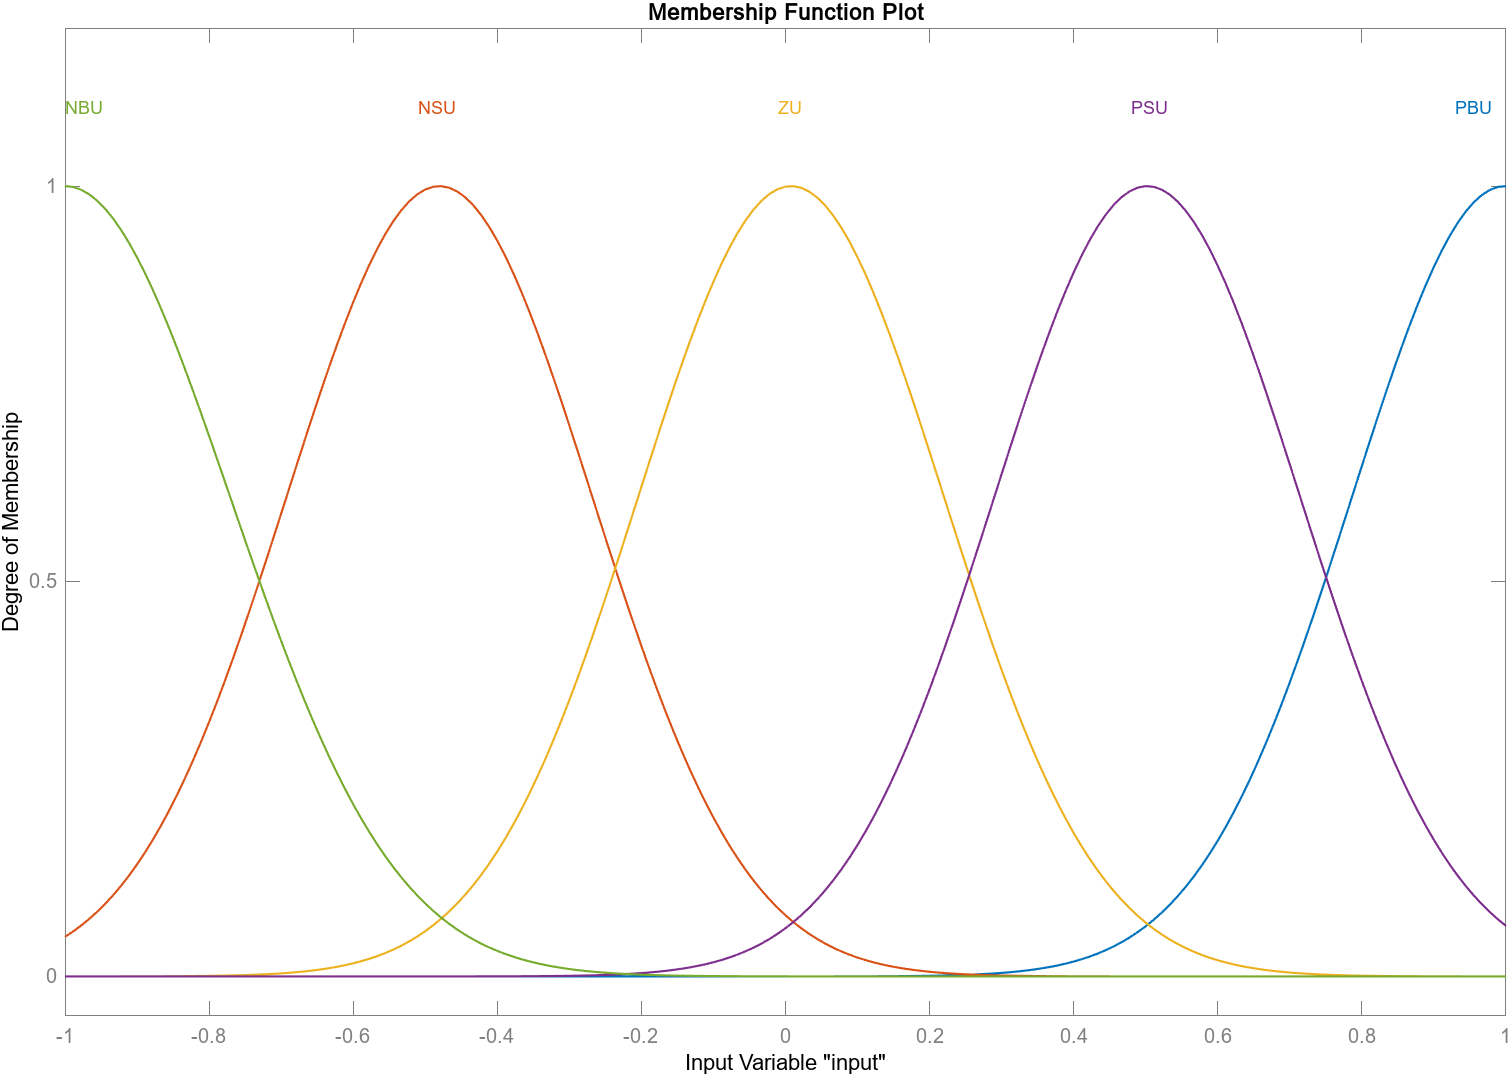 Membership Function Plot
NBU NSU ZU PSU PBU
1
0.5
0
Degree of Membership
-1 -0.8 -0.6 -0.4 -0.2 0 0.2 0.4 0.6 0.8 1
Input Variable "input"